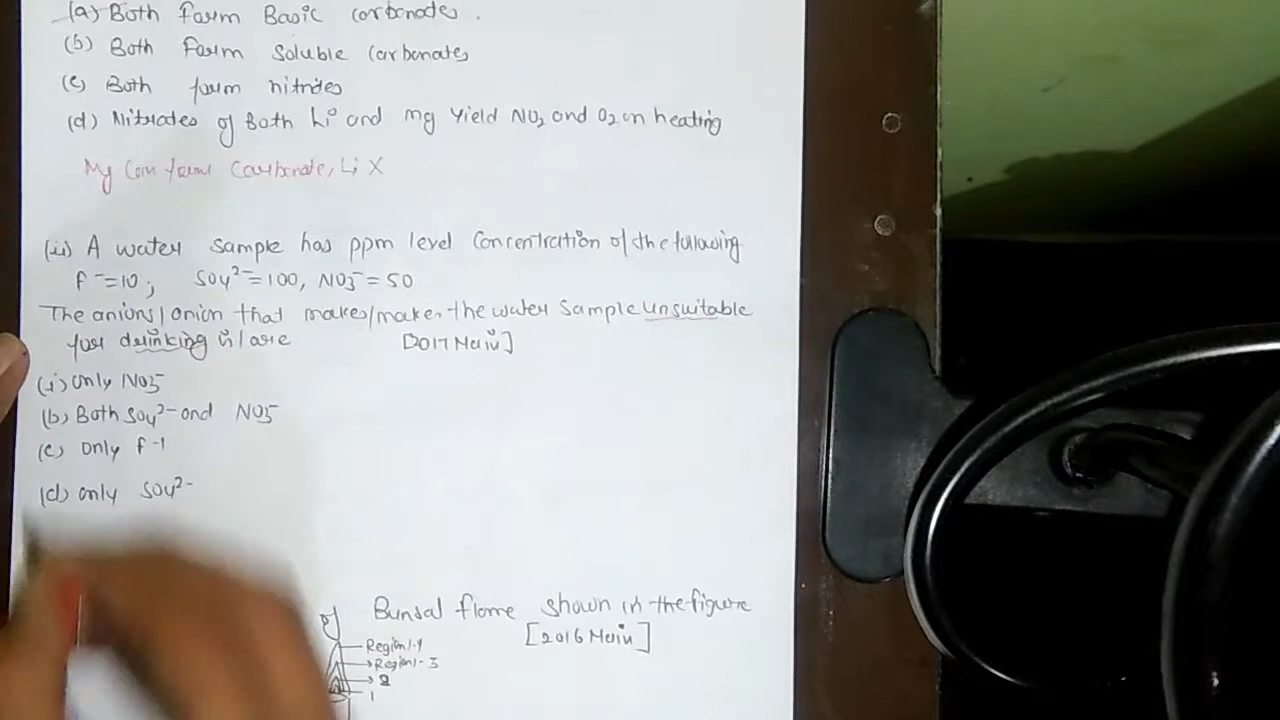 (a) Both form Basic carbonates.
(b) Both form soluble carbonates
(c) Both form nitrides
(d) Nitrates of Both Li and mg Yield NO2 and O2 on heating
My Can form Carbonate, Li X
(ii) A water sample has ppm level Concentration of the following
F⁻=10; SO4²⁻=100, NO3⁻=50
The anions/anion that makes/make the water sample unsuitable
for drinking is/are [2017 Main]
(i) only NO3⁻
(b) Both SO4²⁻ and NO3⁻
(c) only F⁻¹
(d) only SO4²⁻
Bunsal flame shown in the figure
[2016 Main]
Region-4
Region-3
2
1